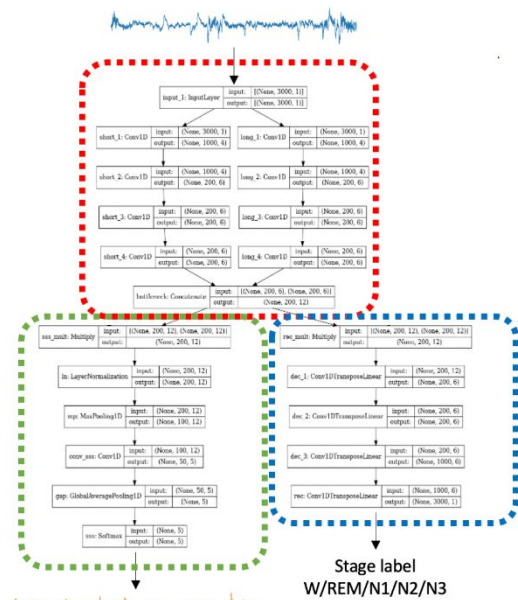 input_1: InputLayer input: [(None, 3000, 1)]
output: [(None, 3000, 1)]
short_1: Conv1D input: (None, 3000, 1)
output: (None, 1000, 4)
long_1: Conv1D input: (None, 3000, 1)
output: (None, 1000, 4)
short_2: Conv1D input: (None, 1000, 4)
output: (None, 200, 6)
long_2: Conv1D input: (None, 1000, 4)
output: (None, 200, 6)
short_3: Conv1D input: (None, 200, 6)
output: (None, 200, 6)
long_3: Conv1D input: (None, 200, 6)
output: (None, 200, 6)
short_4: Conv1D input: (None, 200, 6)
output: (None, 200, 6)
long_4: Conv1D input: (None, 200, 6)
output: (None, 200, 6)
bottleneck: Concatenate input: [(None, 200, 6), (None, 200, 6)]
output: (None, 200, 12)
sss_mult: Multiply input: [(None, 200, 12), (None, 200, 12)]
output: (None, 200, 12)
ln: LayerNormalization input: (None, 200, 12)
output: (None, 200, 12)
mp: MaxPooling1D input: (None, 200, 12)
output: (None, 100, 12)
conv_sss: Conv1D input: (None, 100, 12)
output: (None, 50, 5)
gap: GlobalAveragePooling1D input: (None, 50, 5)
output: (None, 5)
sss: Softmax input: (None, 5)
output: (None, 5)
rec_mult: Multiply input: [(None, 200, 12), (None, 200, 12)]
output: (None, 200, 12)
dec_1: Conv1DTransposeLinear input: (None, 200, 12)
output: (None, 200, 6)
dec_2: Conv1DTransposeLinear input: (None, 200, 6)
output: (None, 200, 6)
dec_3: Conv1DTransposeLinear input: (None, 200, 6)
output: (None, 1000, 6)
rec: Conv1DTransposeLinear input: (None, 1000, 6)
output: (None, 3000, 1)
Stage label
W/REM/N1/N2/N3